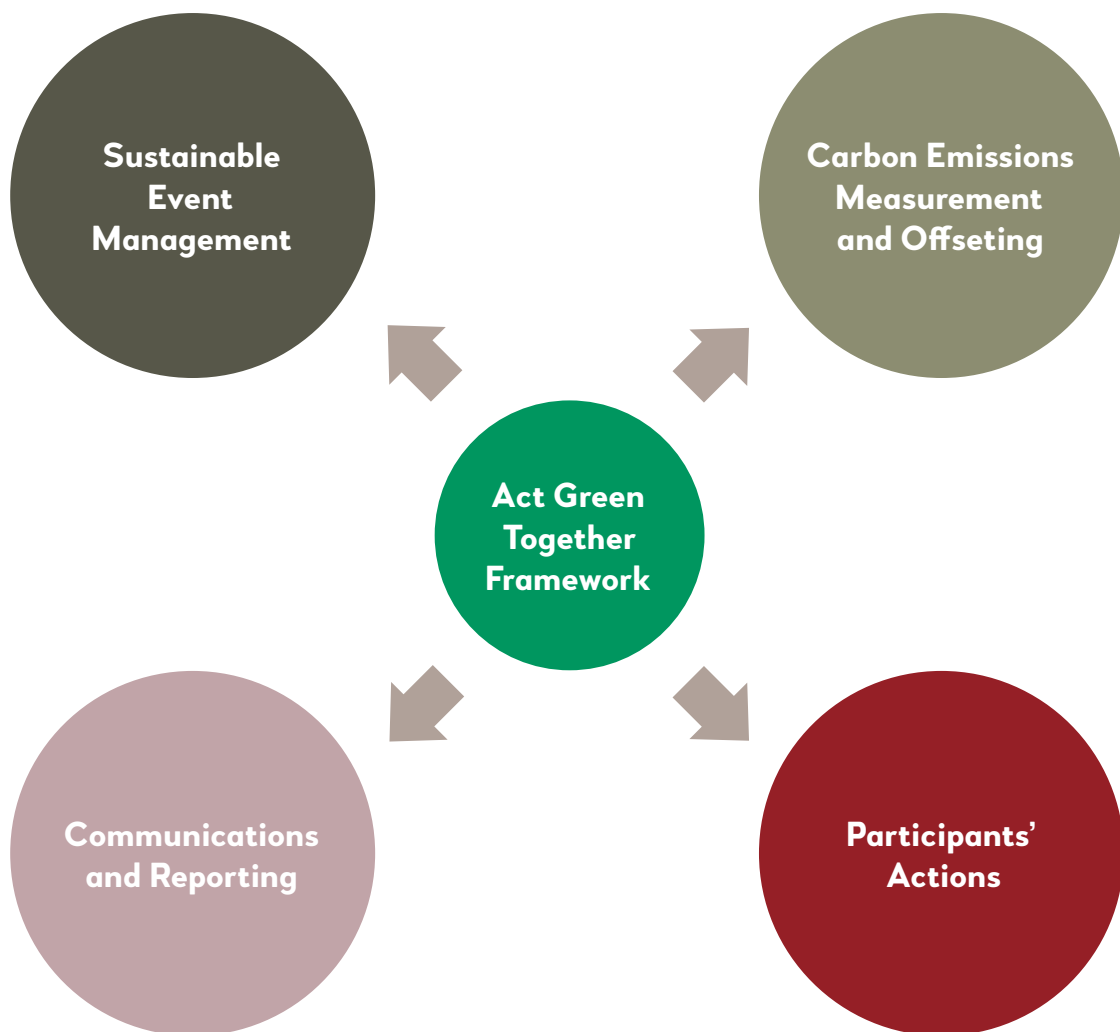 Sustainable
Event
Management
Carbon Emissions
Measurement
and Offseting
Act Green
Together
Framework
Communications
and Reporting
Participants’
Actions